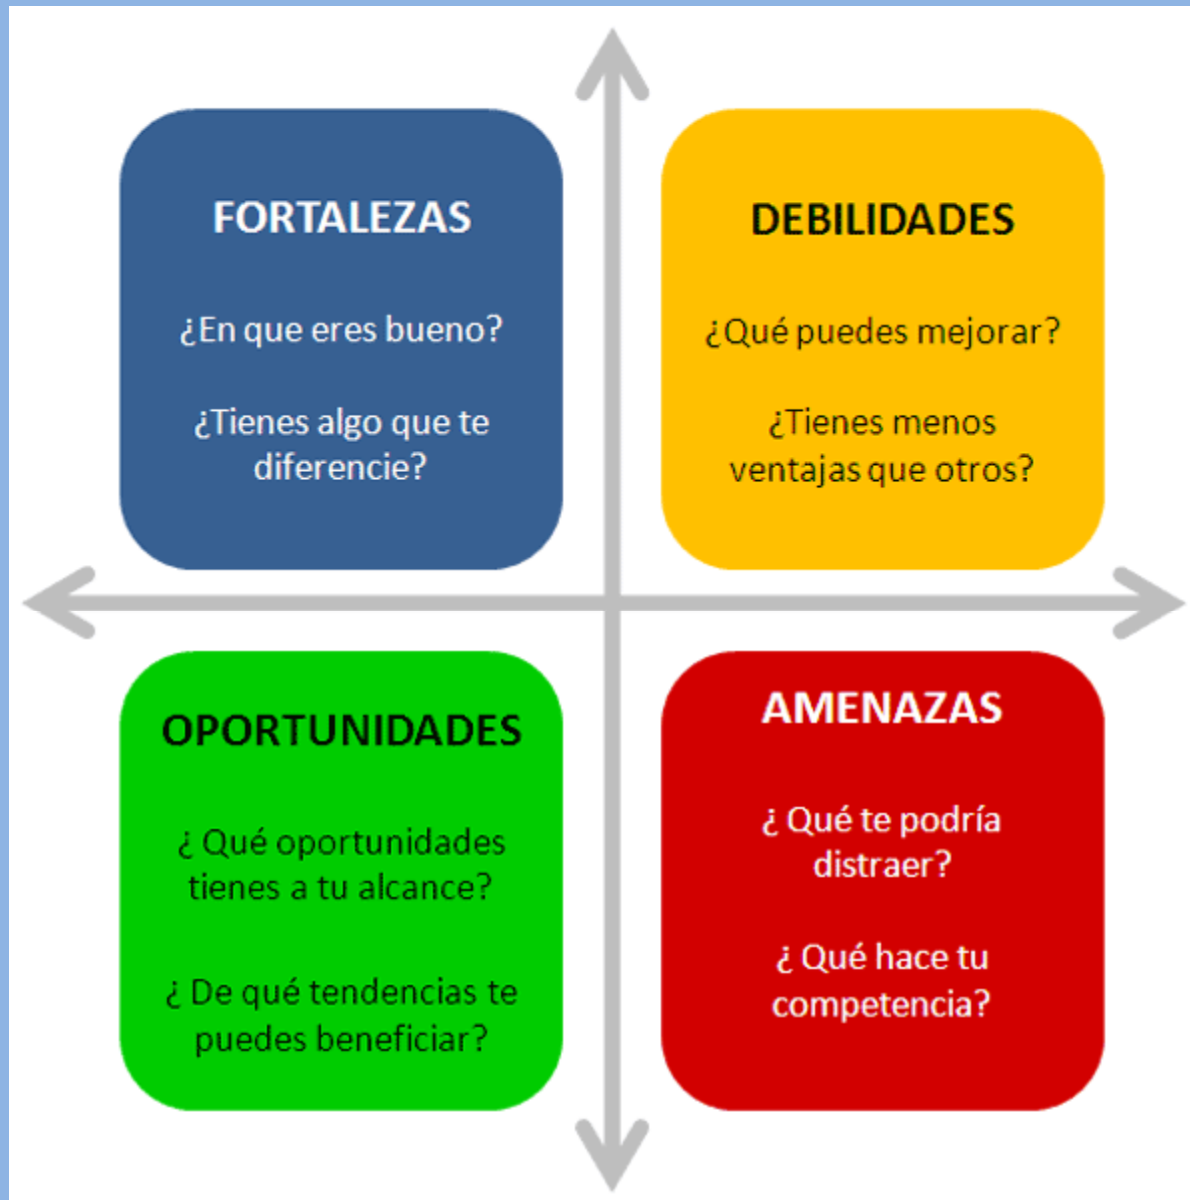 FORTALEZAS
¿En que eres bueno?
¿Tienes algo que te
diferencie?
DEBILIDADES
¿Qué puedes mejorar?
¿Tienes menos
ventajas que otros?
OPORTUNIDADES
¿ Qué oportunidades
tienes a tu alcance?
¿ De qué tendencias te
puedes beneficiar?
AMENAZAS
¿ Qué te podría
distraer?
¿ Qué hace tu
competencia?